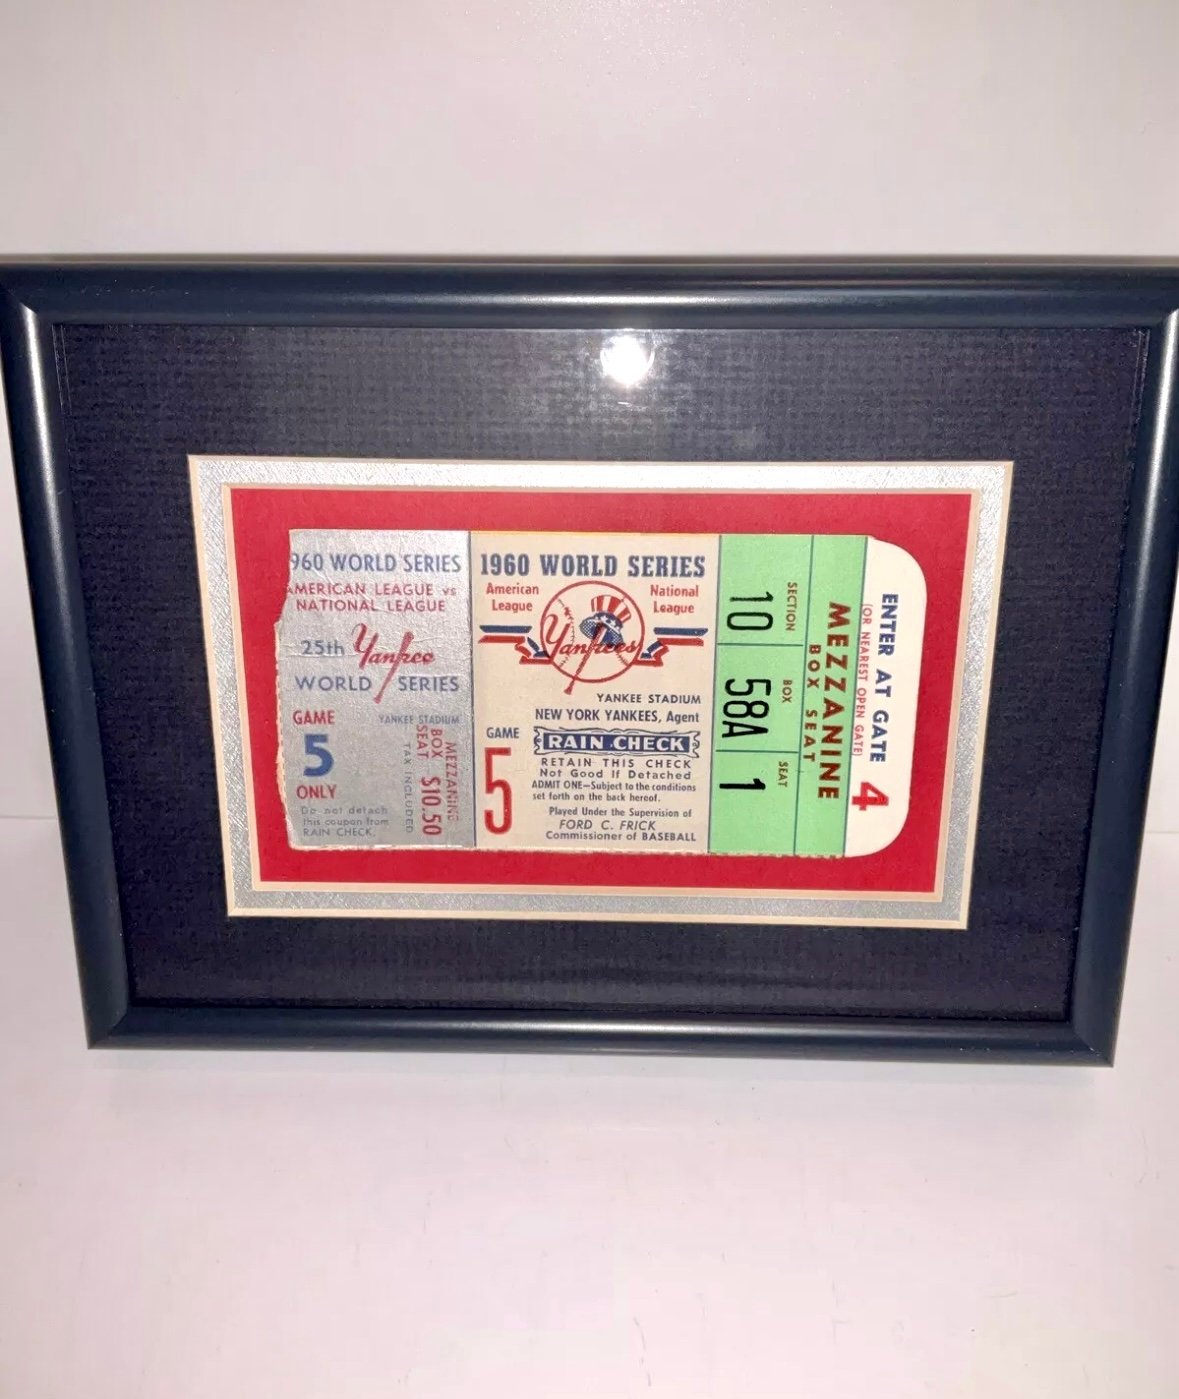 960 WORLD SERIES
AMERICAN LEAGUE vs
NATIONAL LEAGUE
25th Yankee
WORLD SERIES
GAME
5
ONLY
Do not detach
this coupon from
RAIN CHECK.
YANKEE STADIUM
MEZZANINE
BOX
SEAT $10.50
TAX INCLUDED
1960 WORLD SERIES
American
League
National
League
Yankees
YANKEE STADIUM
NEW YORK YANKEES, Agent
GAME
5
RAIN CHECK
RETAIN THIS CHECK
Not Good If Detached
ADMIT ONE—Subject to the conditions
set forth on the back hereof.
Played Under the Supervision of
FORD C. FRICK
Commissioner of BASEBALL
SECTION
10
BOX
58A
SEAT
1
MEZZANINE
BOX SEAT
ENTER AT GATE 4
(OR NEAREST OPEN GATE)